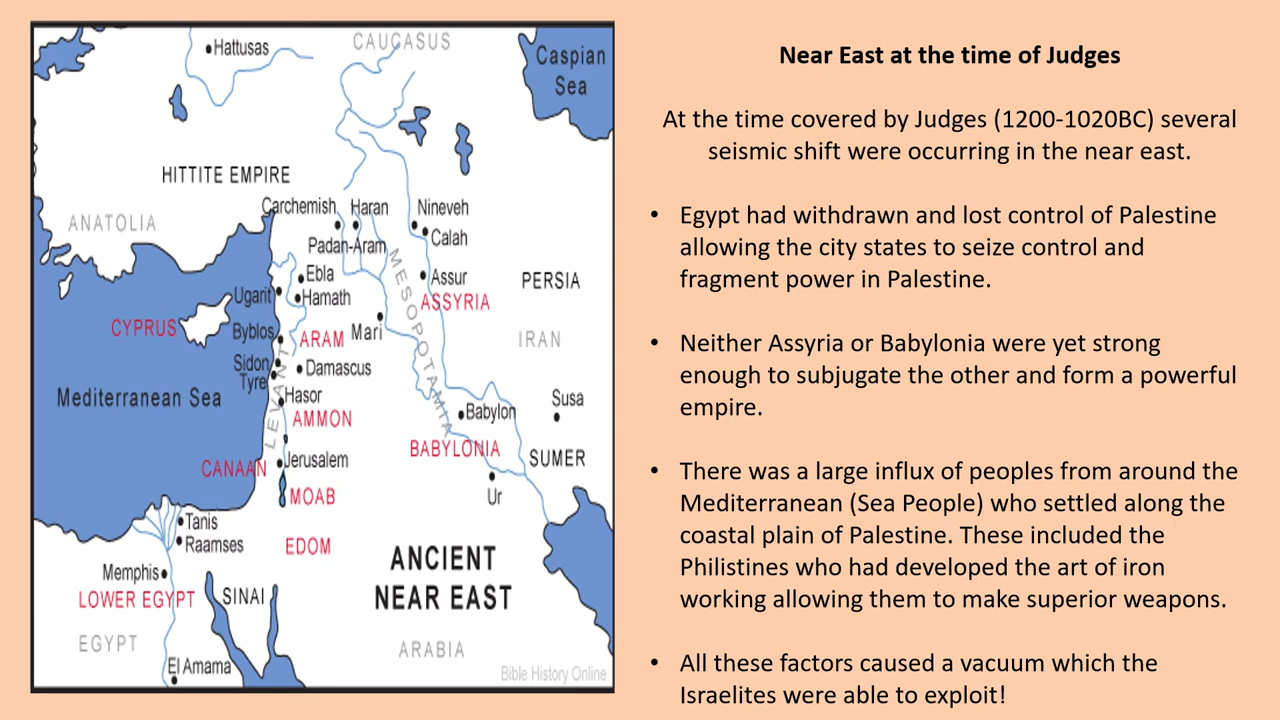 Hattusas
CAUCASUS
Caspian
Sea
HITTITE EMPIRE
ANATOLIA
Carchemish
Haran
Nineveh
Calah
Padan-Aram
MESOPOTAMIA
Ebla
Assur
PERSIA
Ugarit
Hamath
ASSYRIA
CYPRUS
Byblos
ARAM
Mari
IRAN
Sidon
Tyre
Damascus
LEVANT
Mediterranean Sea
Hasor
AMMON
Babylon
Susa
BABYLONIA
SUMER
CANAAN
Jerusalem
MOAB
Ur
Tanis
Raamses
EDOM
ANCIENT
NEAR EAST
Memphis
LOWER EGYPT
SINAI
EGYPT
ARABIA
El Amama
Bible History Online
Near East at the time of Judges
At the time covered by Judges (1200-1020BC) several
seismic shift were occurring in the near east.
• Egypt had withdrawn and lost control of Palestine
allowing the city states to seize control and
fragment power in Palestine.
• Neither Assyria or Babylonia were yet strong
enough to subjugate the other and form a powerful
empire.
• There was a large influx of peoples from around the
Mediterranean (Sea People) who settled along the
coastal plain of Palestine. These included the
Philistines who had developed the art of iron
working allowing them to make superior weapons.
• All these factors caused a vacuum which the
Israelites were able to exploit!